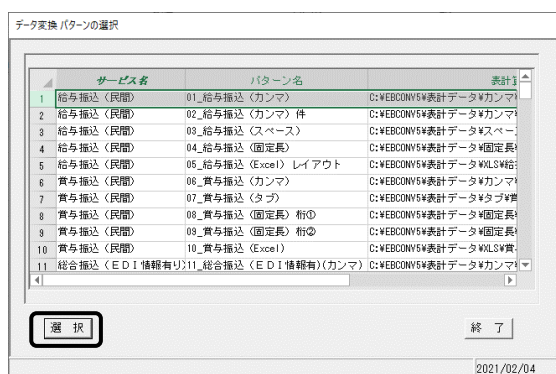 データ変換 パターンの選択
サービス名 パターン名
1 給与振込（民間） 01_給与振込（カンマ） C:¥EBCONV5¥表計データ¥カンマ¥
2 給与振込（民間） 02_給与振込（カンマ）件 C:¥EBCONV5¥表計データ¥カンマ¥
3 給与振込（民間） 03_給与振込（スペース） C:¥EBCONV5¥表計データ¥スペー
4 給与振込（民間） 04_給与振込（固定長） C:¥EBCONV5¥表計データ¥固定長
5 給与振込（民間） 05_給与振込（Excel）レイアウト C:¥EBCONV5¥表計データ¥XLS¥給
6 賞与振込（民間） 06_賞与振込（カンマ） C:¥EBCONV5¥表計データ¥カンマ¥
7 賞与振込（民間） 07_賞与振込（タブ） C:¥EBCONV5¥表計データ¥タブ¥賞
8 賞与振込（民間） 08_賞与振込（固定長）桁① C:¥EBCONV5¥表計データ¥固定長
9 賞与振込（民間） 09_賞与振込（固定長）桁② C:¥EBCONV5¥表計データ¥固定長
10 賞与振込（民間） 10_賞与振込（Excel） C:¥EBCONV5¥表計データ¥XLS¥賞
11 総合振込（ＥＤＩ情報有り） 11_総合振込（ＥＤＩ情報有）(カンマ) C:¥EBCONV5¥表計データ¥カンマ¥
選 択 終 了
2021/02/04